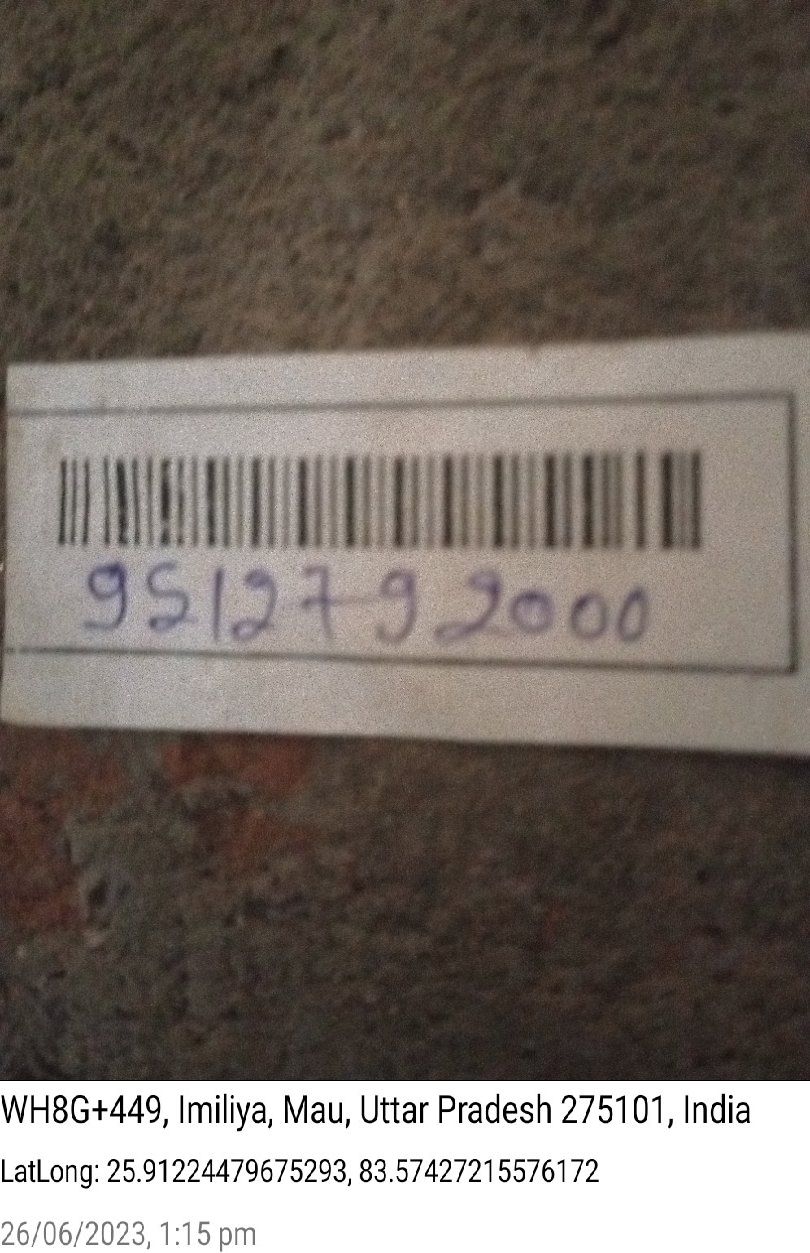 9512792000
WH8G+449, Imiliya, Mau, Uttar Pradesh 275101, India
LatLong: 25.91224479675293, 83.57427215576172
26/06/2023, 1:15 pm